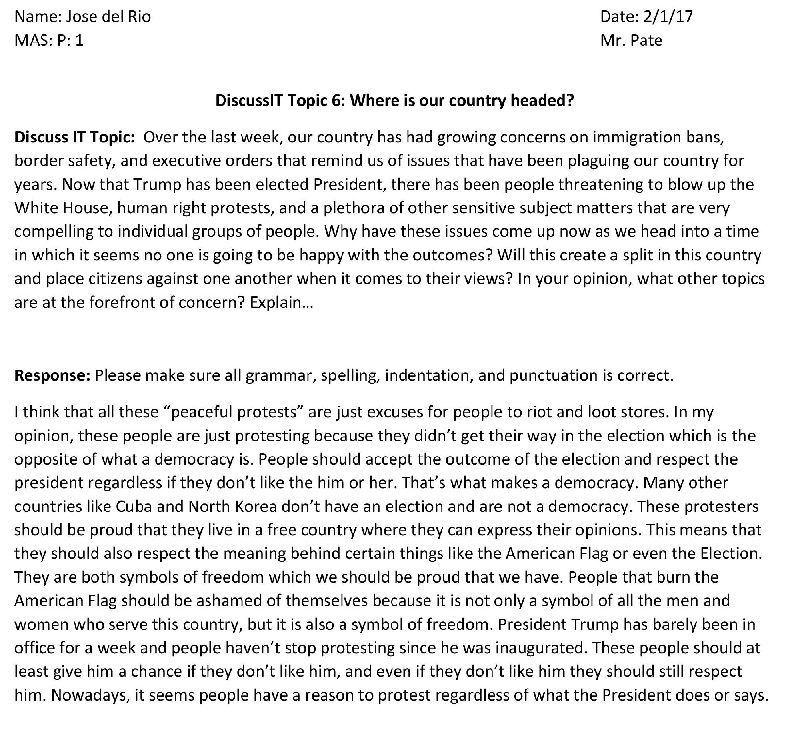 Name: Jose del Rio
Date: 2/1/17
MAS: P: 1
Mr. Pate
DiscussIT Topic 6: Where is our country headed?
Discuss IT Topic: Over the last week, our country has had growing concerns on immigration bans,
border safety, and executive orders that remind us of issues that have been plaguing our country for
years. Now that Trump has been elected President, there has been people threatening to blow up the
White House, human right protests, and a plethora of other sensitive subject matters that are very
compelling to individual groups of people. Why have these issues come up now as we head into a time
in which it seems no one is going to be happy with the outcomes? Will this create a split in this country
and place citizens against one another when it comes to their views? In your opinion, what other topics
are at the forefront of concern? Explain…
Response: Please make sure all grammar, spelling, indentation, and punctuation is correct.
I think that all these “peaceful protests” are just excuses for people to riot and loot stores. In my
opinion, these people are just protesting because they didn’t get their way in the election which is the
opposite of what a democracy is. People should accept the outcome of the election and respect the
president regardless if they don’t like the him or her. That’s what makes a democracy. Many other
countries like Cuba and North Korea don’t have an election and are not a democracy. These protesters
should be proud that they live in a free country where they can express their opinions. This means that
they should also respect the meaning behind certain things like the American Flag or even the Election.
They are both symbols of freedom which we should be proud that we have. People that burn the
American Flag should be ashamed of themselves because it is not only a symbol of all the men and
women who serve this country, but it is also a symbol of freedom. President Trump has barely been in
office for a week and people haven’t stop protesting since he was inaugurated. These people should at
least give him a chance if they don’t like him, and even if they don’t like him they should still respect
him. Nowadays, it seems people have a reason to protest regardless of what the President does or says.